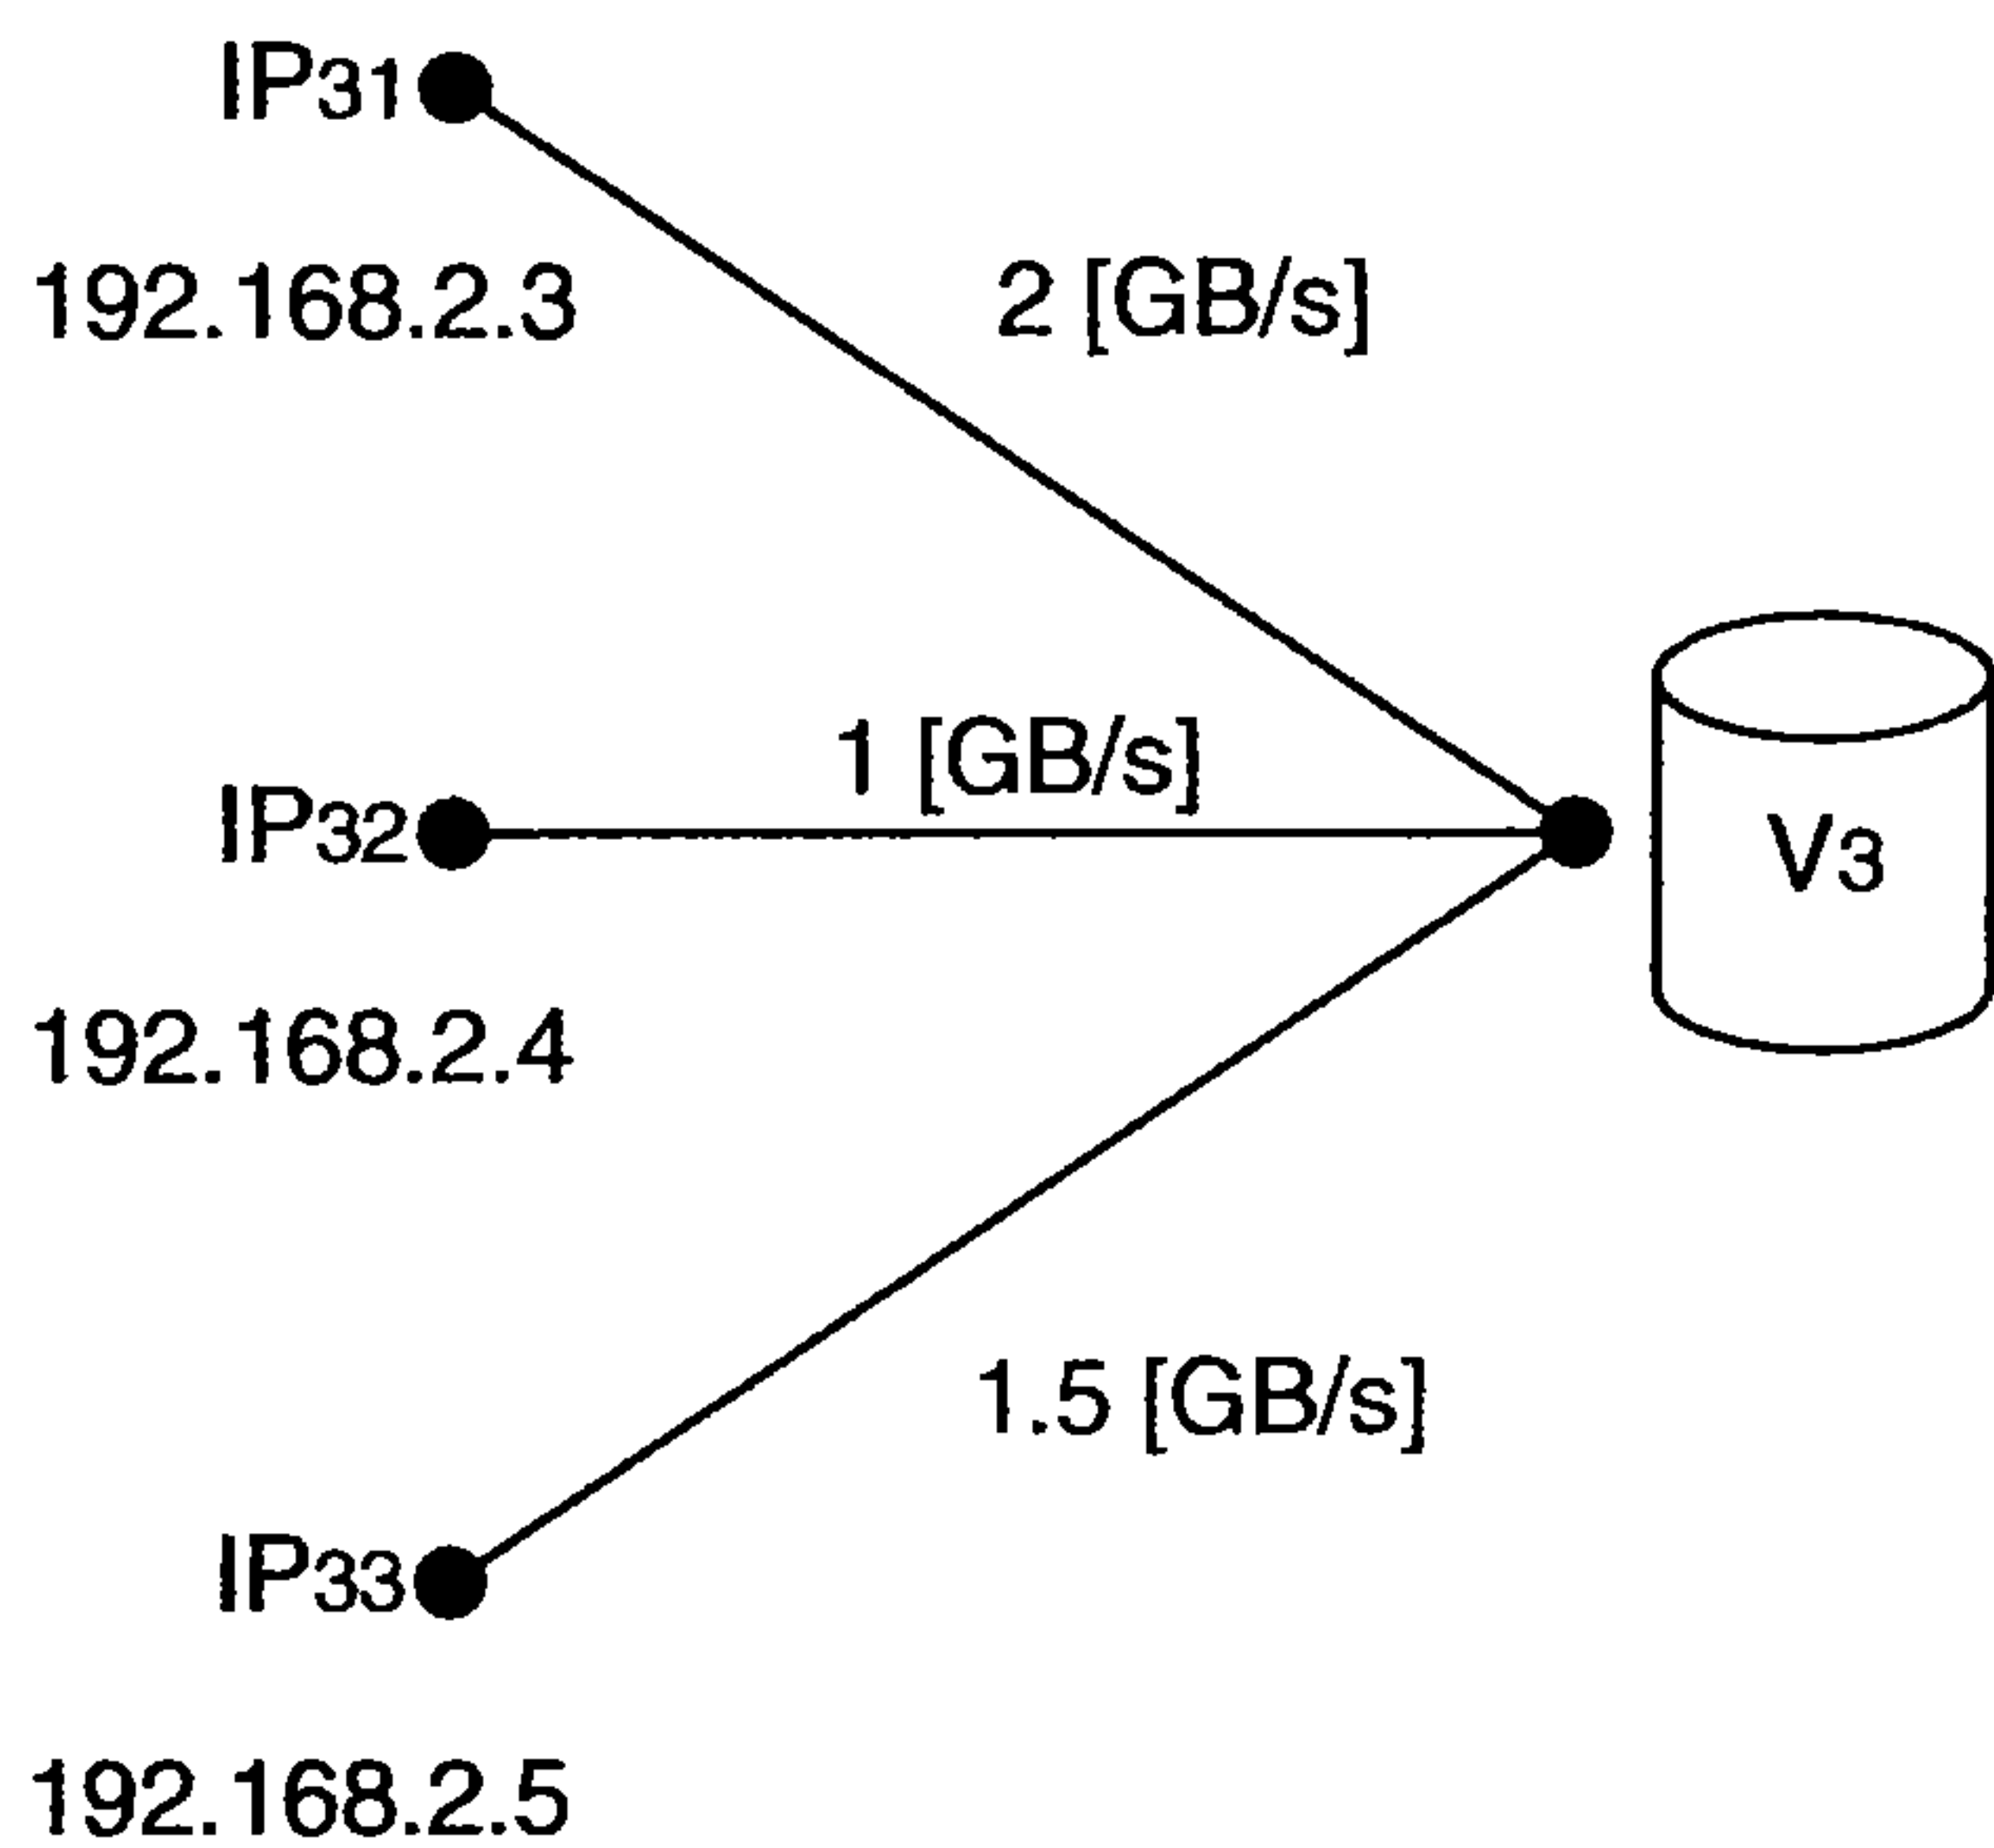 IP31
192.168.2.3
2 [GB/s]
1 [GB/s]
IP32
V3
192.168.2.4
1.5 [GB/s]
IP33
192.168.2.5